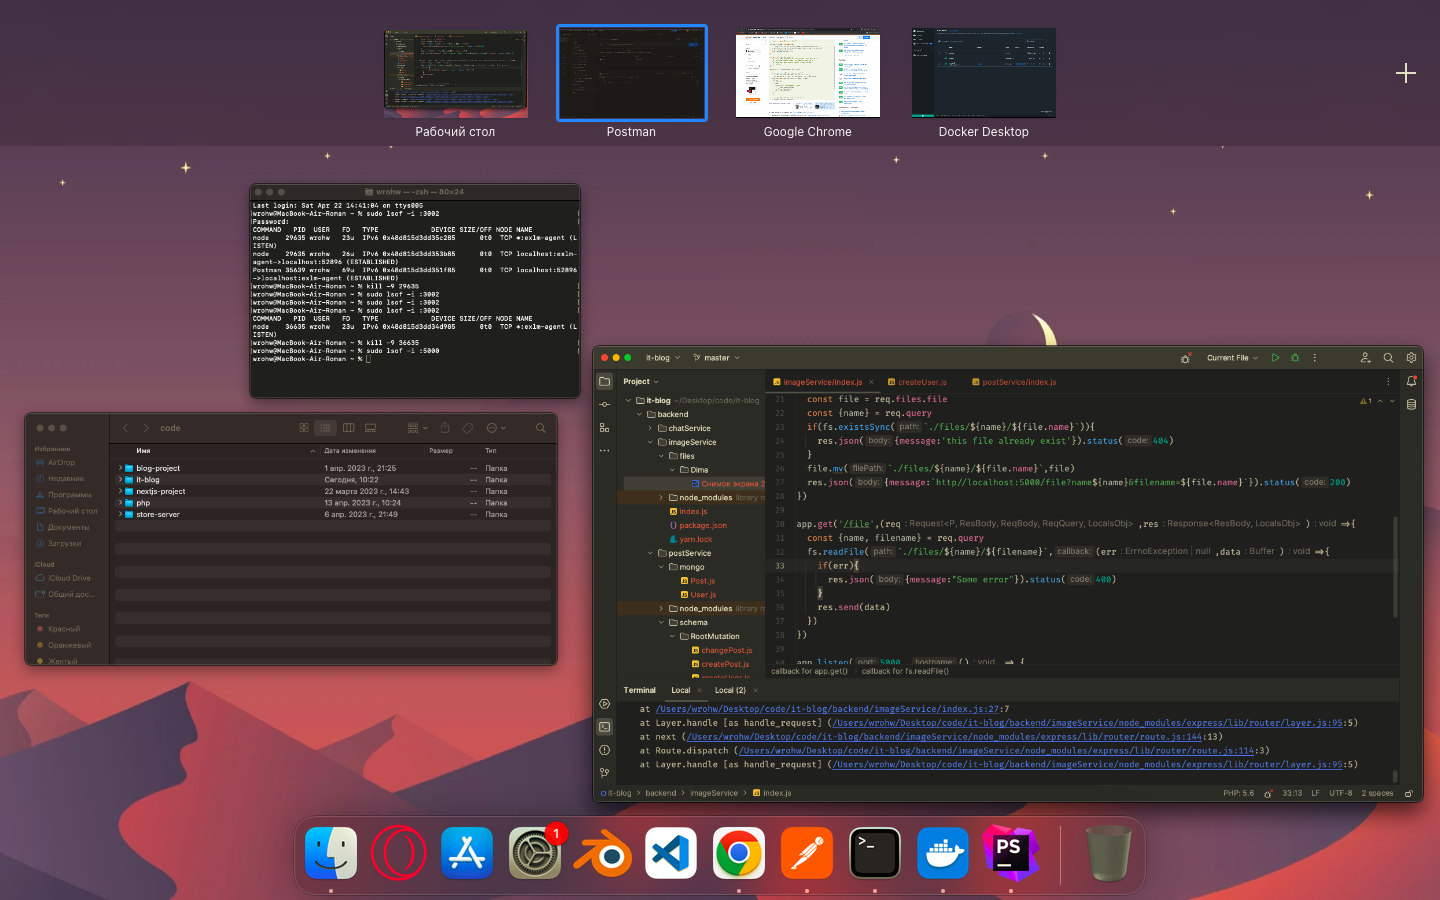 Рабочий стол
Postman
Google Chrome
Docker Desktop
wrohw — -zsh — 80×24
Last login: Sat Apr 22 14:41:04 on ttys005
wrohw@MacBook-Air-Roman ~ % sudo lsof -i :3002
Password:
COMMAND PID USER FD TYPE DEVICE SIZE/OFF NODE NAME
node 29635 wrohw 23u IPv6 0x48d815d3dd35c285 0t0 TCP *:exlm-agent (L
ISTEN)
node 29635 wrohw 26u IPv6 0x48d815d3dd353b85 0t0 TCP localhost:exlm-
agent->localhost:52896 (ESTABLISHED)
Postman 35639 wrohw 69u IPv6 0x48d815d3dd351f85 0t0 TCP localhost:52896
->localhost:exlm-agent (ESTABLISHED)
wrohw@MacBook-Air-Roman ~ % kill -9 29635
wrohw@MacBook-Air-Roman ~ % sudo lsof -i :3002
wrohw@MacBook-Air-Roman ~ % sudo lsof -i :3002
wrohw@MacBook-Air-Roman ~ % sudo lsof -i :3002
COMMAND PID USER FD TYPE DEVICE SIZE/OFF NODE NAME
node 36635 wrohw 23u IPv6 0x48d815d3dd34d985 0t0 TCP *:exlm-agent (L
ISTEN)
wrohw@MacBook-Air-Roman ~ % kill -9 36635
wrohw@MacBook-Air-Roman ~ % sudo lsof -i :5000
wrohw@MacBook-Air-Roman ~ %
code
Избранное
AirDrop
Недавние
Программы
Рабочий стол
Документы
Загрузки
iCloud
iCloud Drive
Общий дос...
Теги
Красный
Оранжевый
Желтый
Имя Дата изменения Размер Тип
blog-project 1 апр. 2023 г., 21:25 -- Папка
it-blog Сегодня, 10:22 -- Папка
nextjs-project 22 марта 2023 г., 14:43 -- Папка
php 13 апр. 2023 г., 10:24 -- Папка
store-server 6 апр. 2023 г., 21:49 -- Папка
it-blog master Current File
Project
it-blog ~/Desktop/code/it-blog
backend
chatService
imageService
files
Dima
Снимок экрана 2
node_modules library ro
index.js
package.json
yarn.lock
postService
mongo
Post.js
User.js
node_modules library ro
schema
RootMutation
changePost.js
createPost.js
createUser.js
imageService/index.js createUser.js postService/index.js
1
21 const file = req.files.file
22 const {name} = req.query
23 if(fs.existsSync( path: `./files/${name}/${file.name}`)){
24 res.json( body: {message:'this file already exist'}).status( code: 404)
25 }
26 file.mv( filePath: `./files/${name}/${file.name}`,file)
27 res.json( body: {message:`http//localhost:5000/file?name${name}&filename=${file.name}`}).status( code: 200)
28 })
29
30 app.get('/file',(req : Request<P, ResBody, ReqBody, ReqQuery, LocalsObj> ,res : Response<ResBody, LocalsObj> ) : void =>{
31 const {name, filename} = req.query
32 fs.readFile( path: `./files/${name}/${filename}`, callback: (err : ErrnoException | null ,data : Buffer ) : void =>{
33 if(err){
34 res.json( body: {message:"Some error"}).status( code: 400)
35 }
36 res.send(data)
37 })
38 })
39
40 app.listen( port: 5000, hostname: () : void => {
callback for app.get() › callback for fs.readFile()
Terminal Local Local (2)
at /Users/wrohw/Desktop/code/it-blog/backend/imageService/index.js:27:7
at Layer.handle [as handle_request] (/Users/wrohw/Desktop/code/it-blog/backend/imageService/node_modules/express/lib/router/layer.js:95:5)
at next (/Users/wrohw/Desktop/code/it-blog/backend/imageService/node_modules/express/lib/router/route.js:144:13)
at Route.dispatch (/Users/wrohw/Desktop/code/it-blog/backend/imageService/node_modules/express/lib/router/route.js:114:3)
at Layer.handle [as handle_request] (/Users/wrohw/Desktop/code/it-blog/backend/imageService/node_modules/express/lib/router/layer.js:95:5)
it-blog › backend › imageService › index.js PHP: 5.6 33:13 LF UTF-8 2 spaces
1
>_
PS